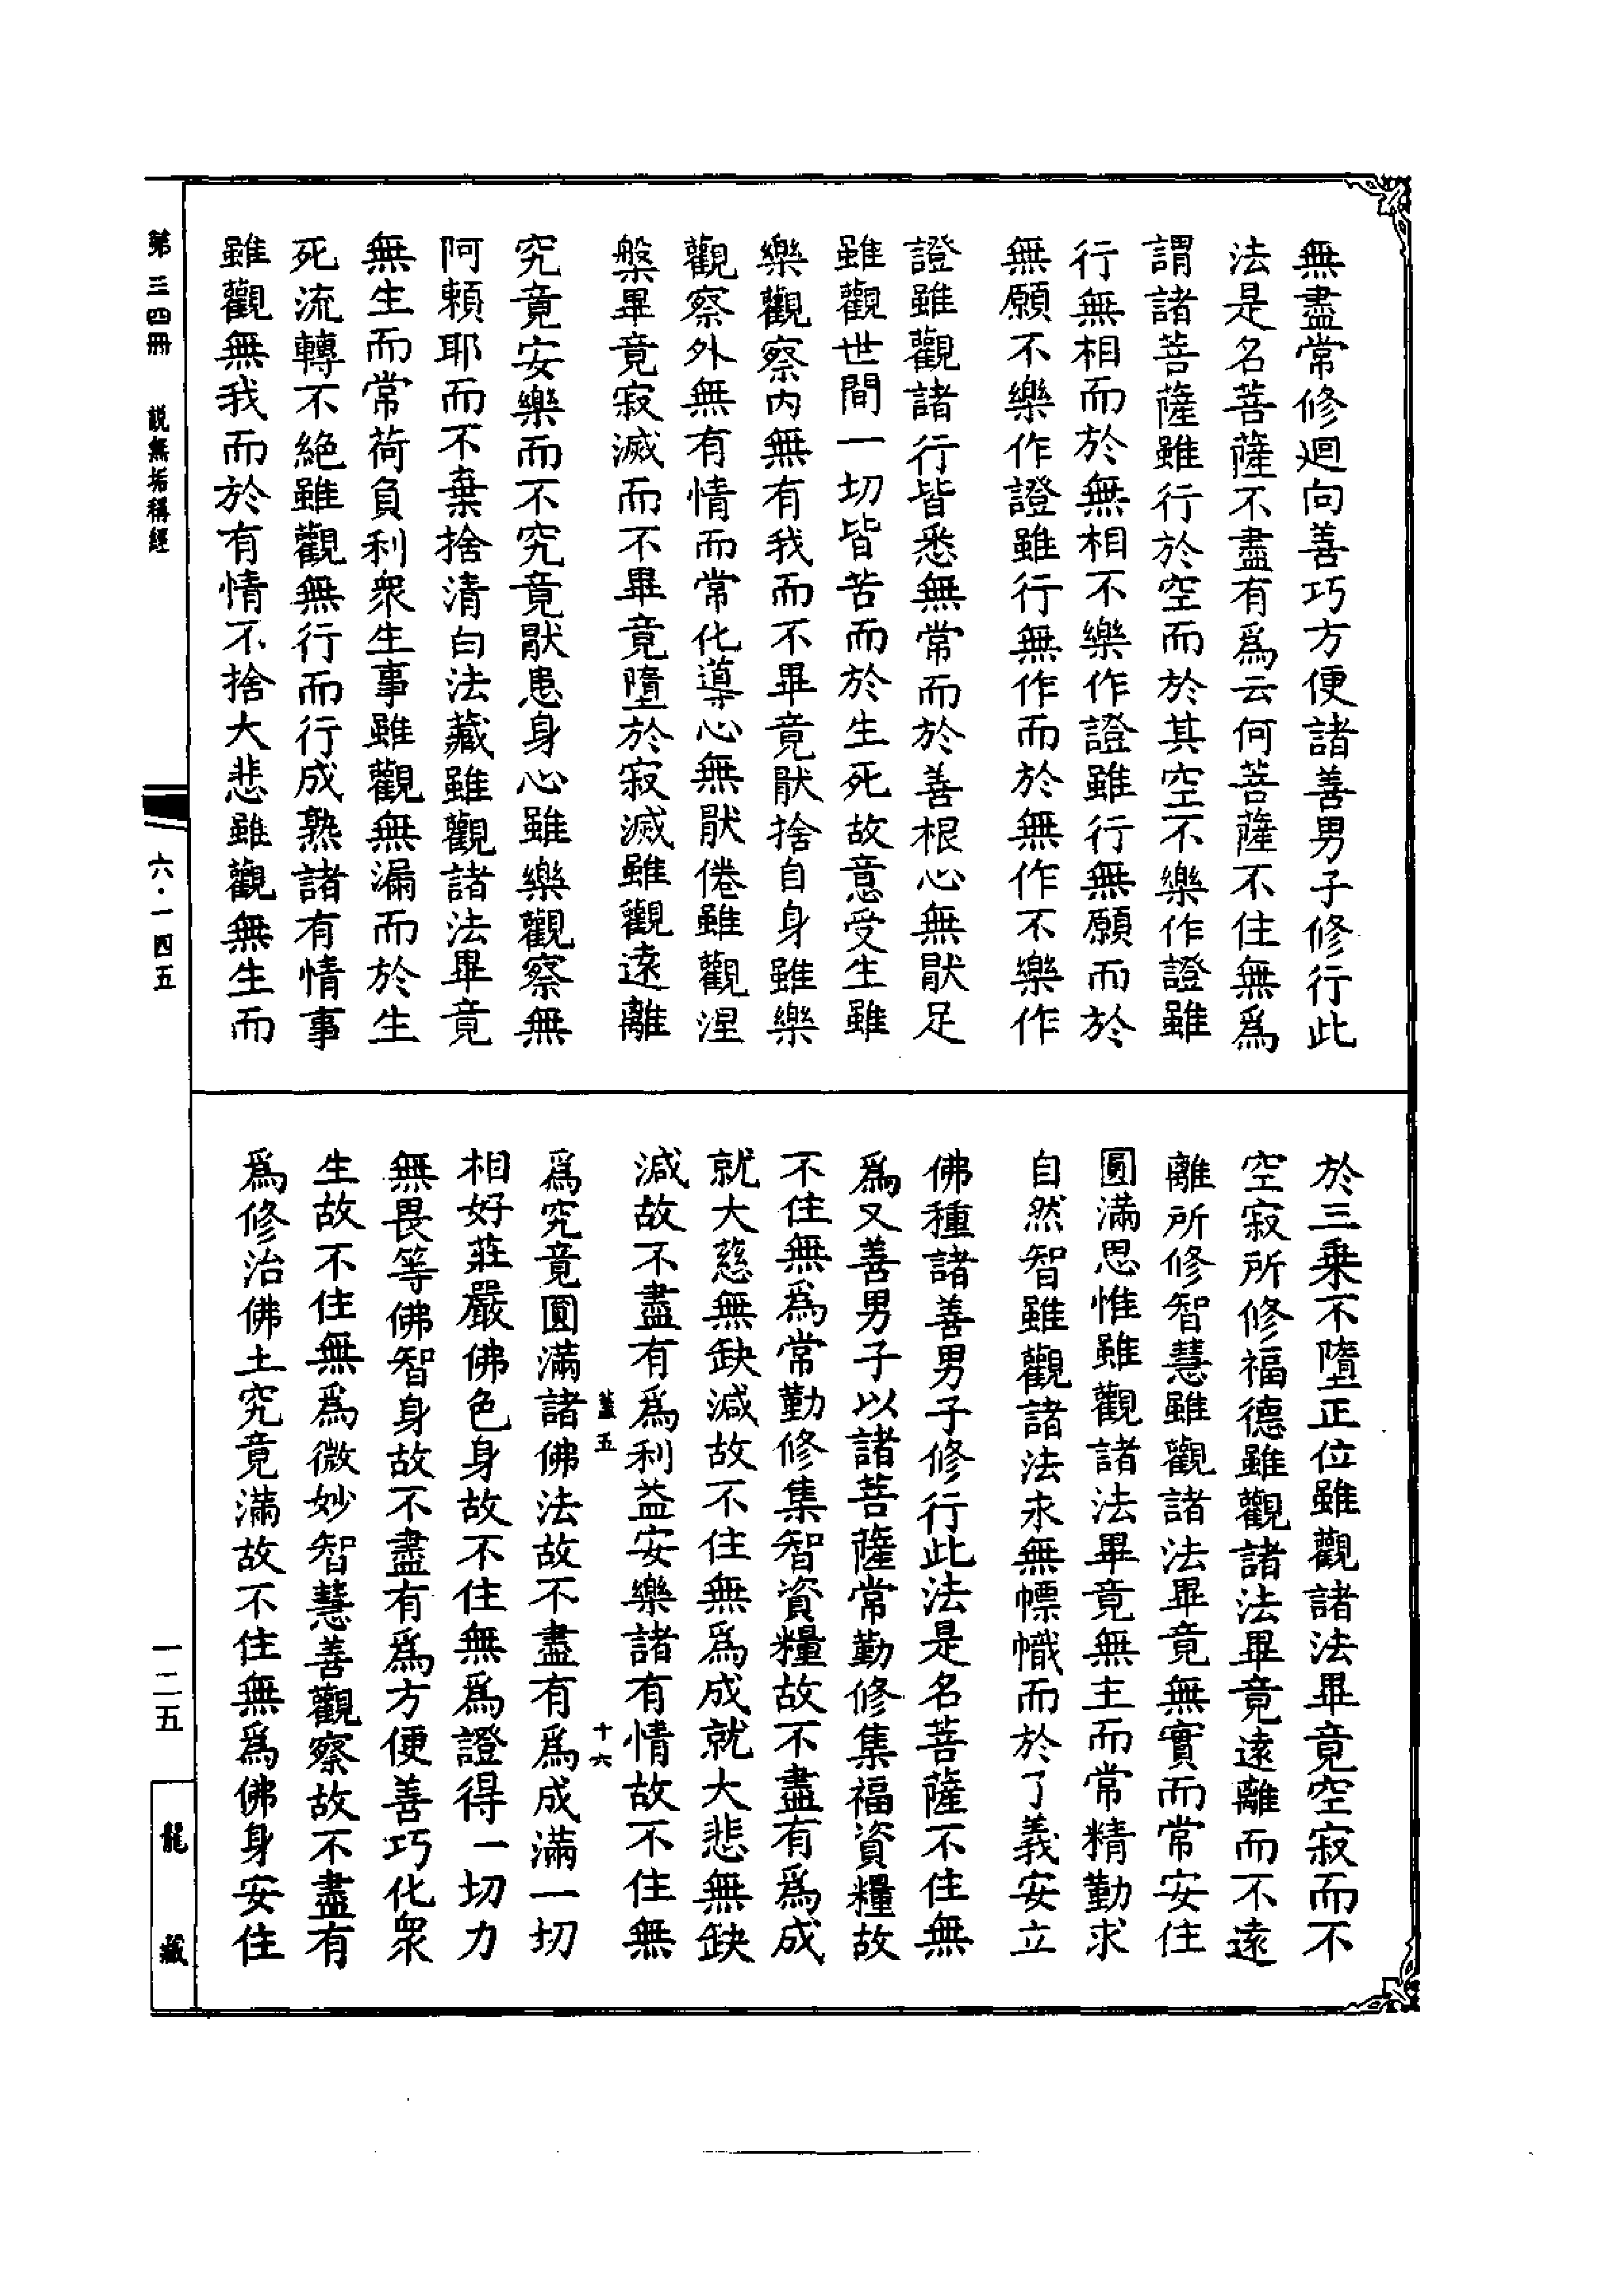 無盡常修迴向善巧方便諸善男子修行此
法是名菩薩不盡有爲云何菩薩不住無爲
謂諸菩薩雖行於空而於其空不樂作證雖
行無相而於無相不樂作證雖行無願而於
無願不樂作證雖行無作而於無作不樂作
證雖觀諸行皆悉無常而於善根心無厭足
雖觀世間一切皆苦而於生死故意受生雖
樂觀察內無有我而不畢竟厭捨自身雖樂
觀察外無有情而常化導心無厭倦雖觀涅
槃畢竟寂滅而不畢竟墮於寂滅雖觀遠離
究竟安樂而不究竟厭患身心雖樂觀察無
阿賴耶而不棄捨清白法藏雖觀諸法畢竟
無生而常荷負利衆生事雖觀無漏而於生
死流轉不絕雖觀無行而行成熟諸有情事
雖觀無我而於有情不捨大悲雖觀無生而
於三乗不墮正位雖觀諸法畢竟空寂而不
空寂所修福德雖觀諸法畢竟遠離而不遠
離所修智慧雖觀諸法畢竟無實而常安住
圓滿思惟雖觀諸法畢竟無主而常精勤求
自然智雖觀諸法永無幖幟而於了義安立
佛種諸善男子修行此法是名菩薩不住無
爲又善男子以諸菩薩常勤修集福資糧故
不住無爲常勤修集智資糧故不盡有爲成
就大慈無缺減故不住無爲成就大悲無缺
減故不盡有爲利益安樂諸有情故不住無
蓋五
十六
爲究竟圓滿諸佛法故不盡有爲成滿一切
相好莊嚴佛色身故不住無爲證得一切力
無畏等佛智身故不盡有爲方便善巧化衆
生故不住無爲微妙智慧善觀察故不盡有
爲修治佛土究竟滿故不住無爲佛身安住
第三四冊 説無垢稱經
六·一四五
一二五
龍藏